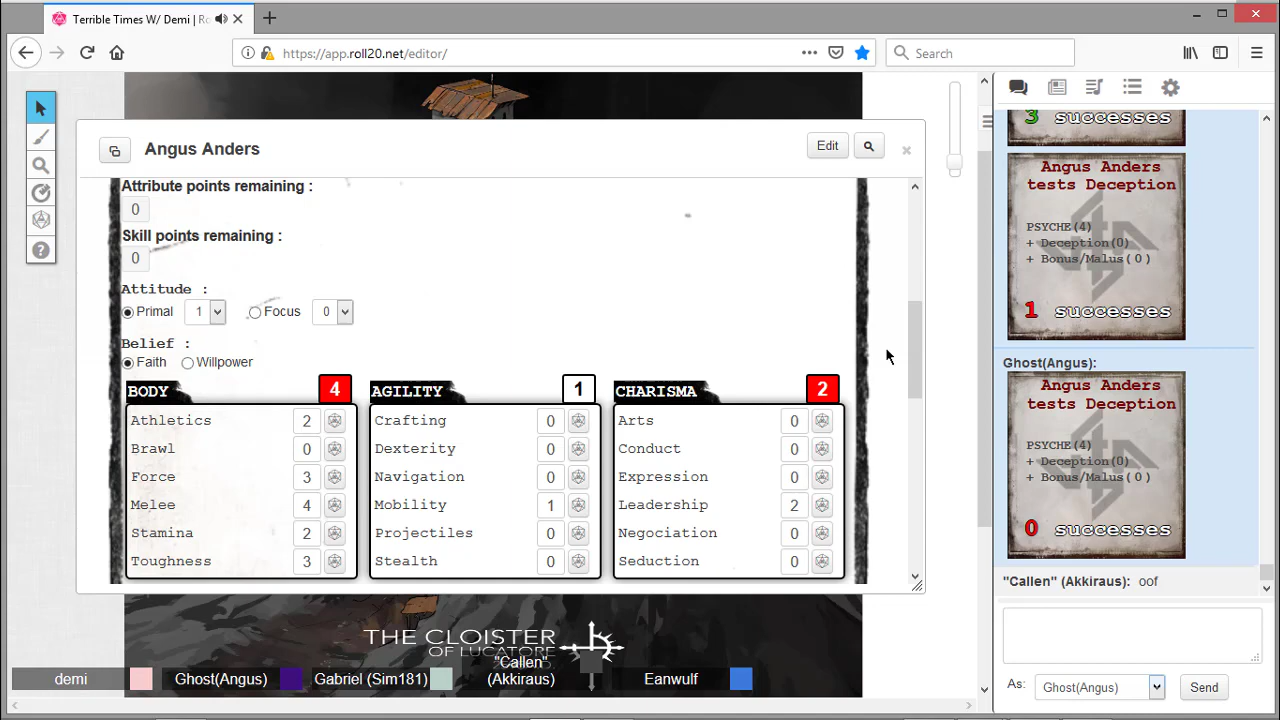 Terrible Times W/ Demi | Ro
https://app.roll20.net/editor/
Search
Angus Anders
Edit
Attribute points remaining :
0
Skill points remaining :
0
Attitude :
Primal 1 Focus 0
Belief :
Faith Willpower
BODY 4
Athletics 2
Brawl 0
Force 3
Melee 4
Stamina 2
Toughness 3
AGILITY 1
Crafting 0
Dexterity 0
Navigation 0
Mobility 1
Projectiles 0
Stealth 0
CHARISMA 2
Arts 0
Conduct 0
Expression 0
Leadership 2
Negociation 0
Seduction 0
THE CLOISTER
OF LUCATORE
demi
Ghost(Angus)
Gabriel (Sim181)
"Callen"
(Akkiraus)
Eanwulf
3 successes
Angus Anders
tests Deception
PSYCHE(4)
+ Deception(0)
+ Bonus/Malus( 0 )
1 successes
Ghost(Angus):
Angus Anders
tests Deception
PSYCHE(4)
+ Deception(0)
+ Bonus/Malus( 0 )
0 successes
"Callen" (Akkiraus): oof
As: Ghost(Angus) Send